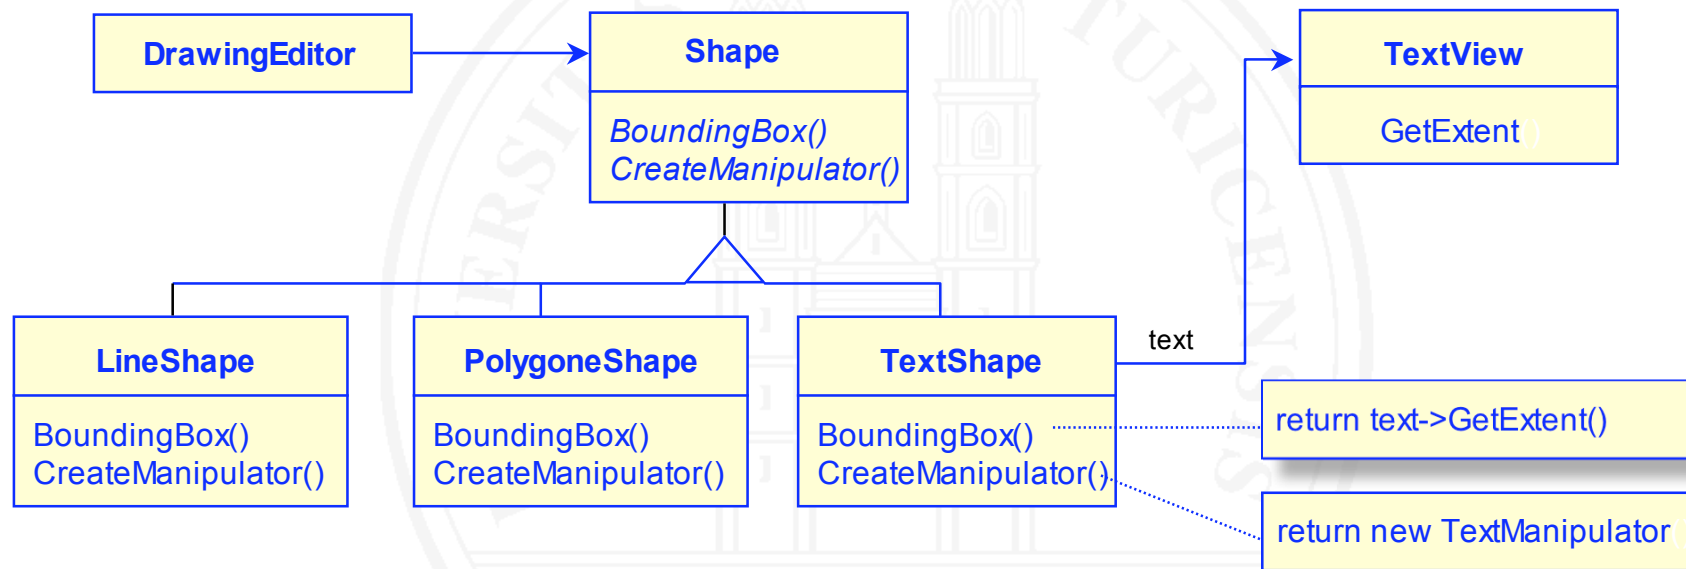 DrawingEditor
Shape
BoundingBox()
CreateManipulator()
TextView
GetExtent()
LineShape
BoundingBox()
CreateManipulator()
PolygoneShape
BoundingBox()
CreateManipulator()
TextShape
BoundingBox()
CreateManipulator()
text
return text->GetExtent()
return new TextManipulator